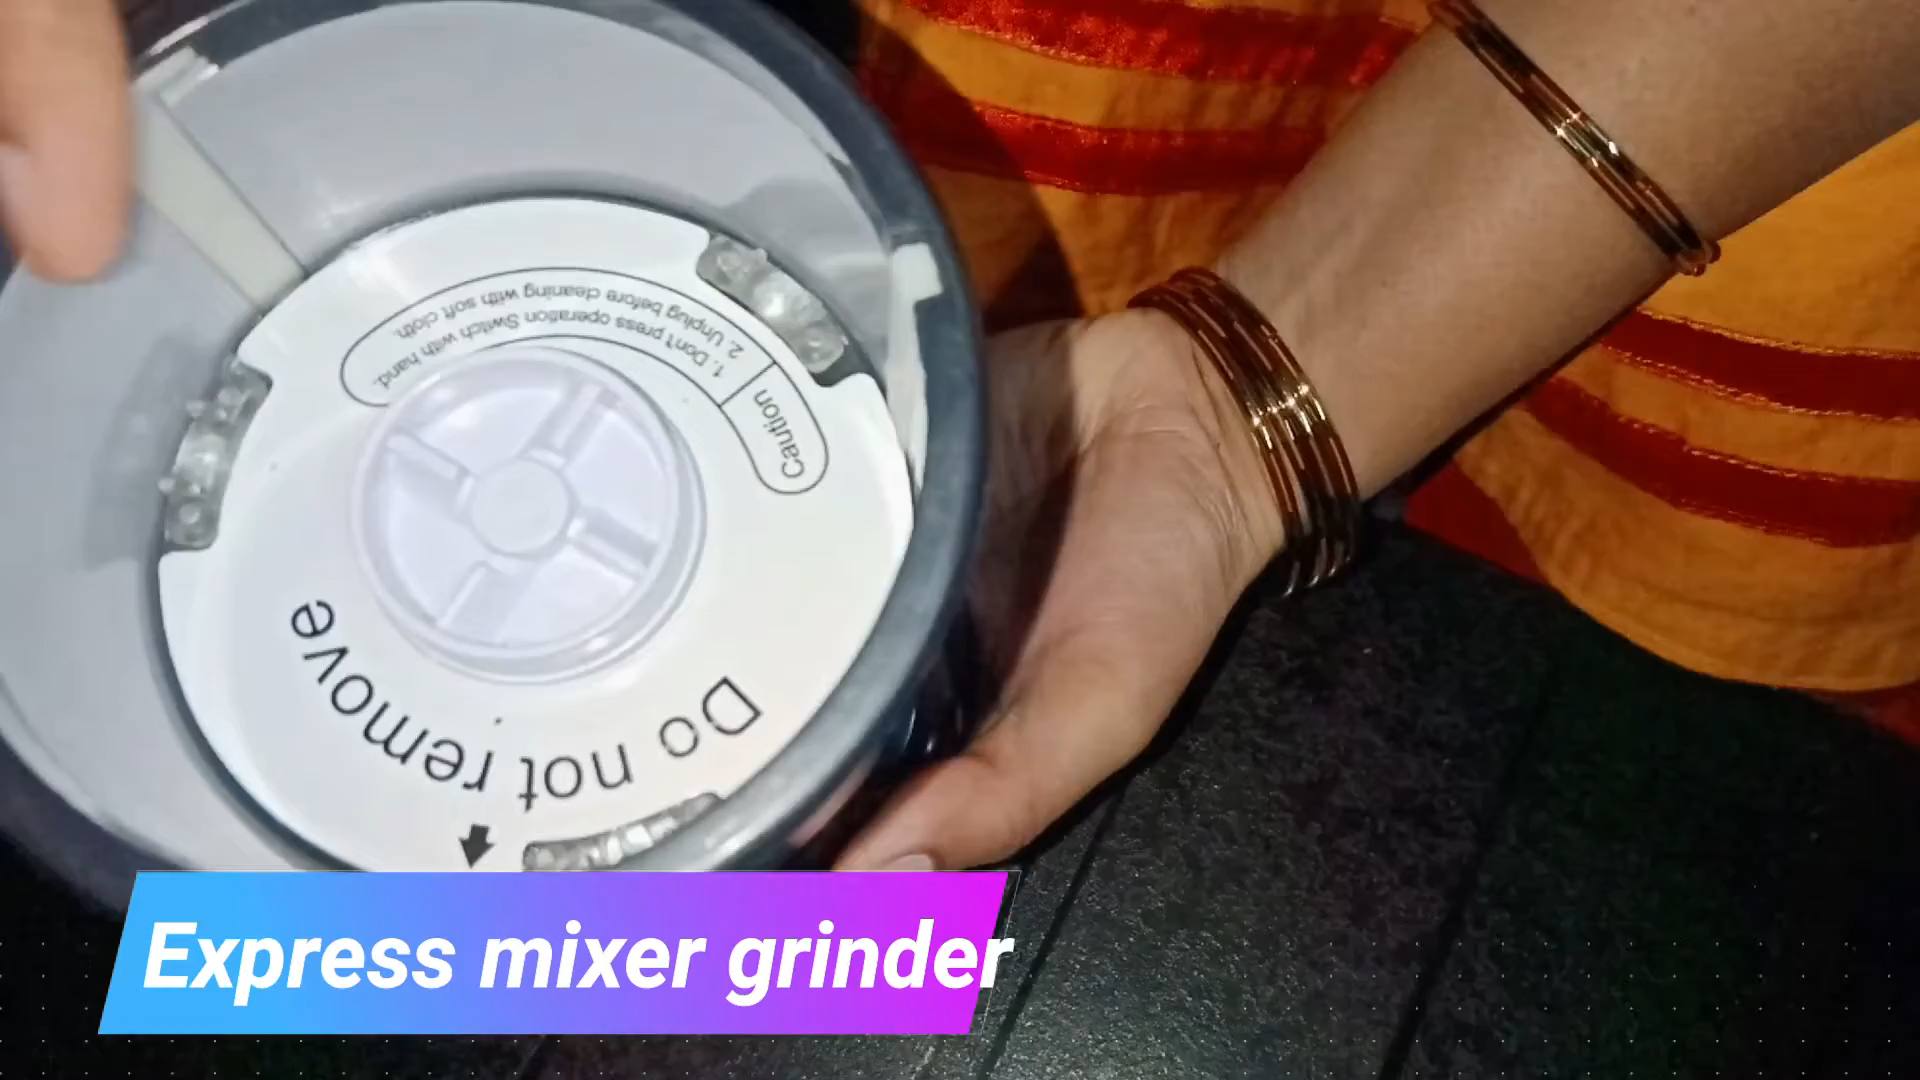 Caution
1. Don't press operation Switch with hand.
2. Unplug before cleaning with soft cloth.
Do not remove
Express mixer grinder